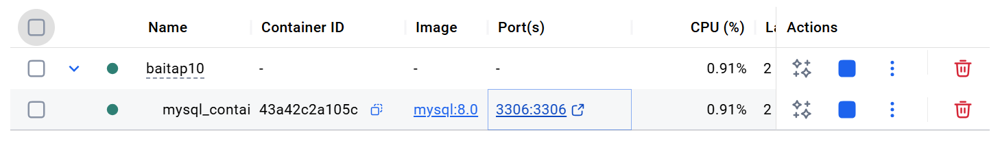 Name Container ID Image Port(s) CPU (%) La Actions
baitap10 - - - 0.91% 2
mysql_contai 43a42c2a105c mysql:8.0 3306:3306 0.91% 2